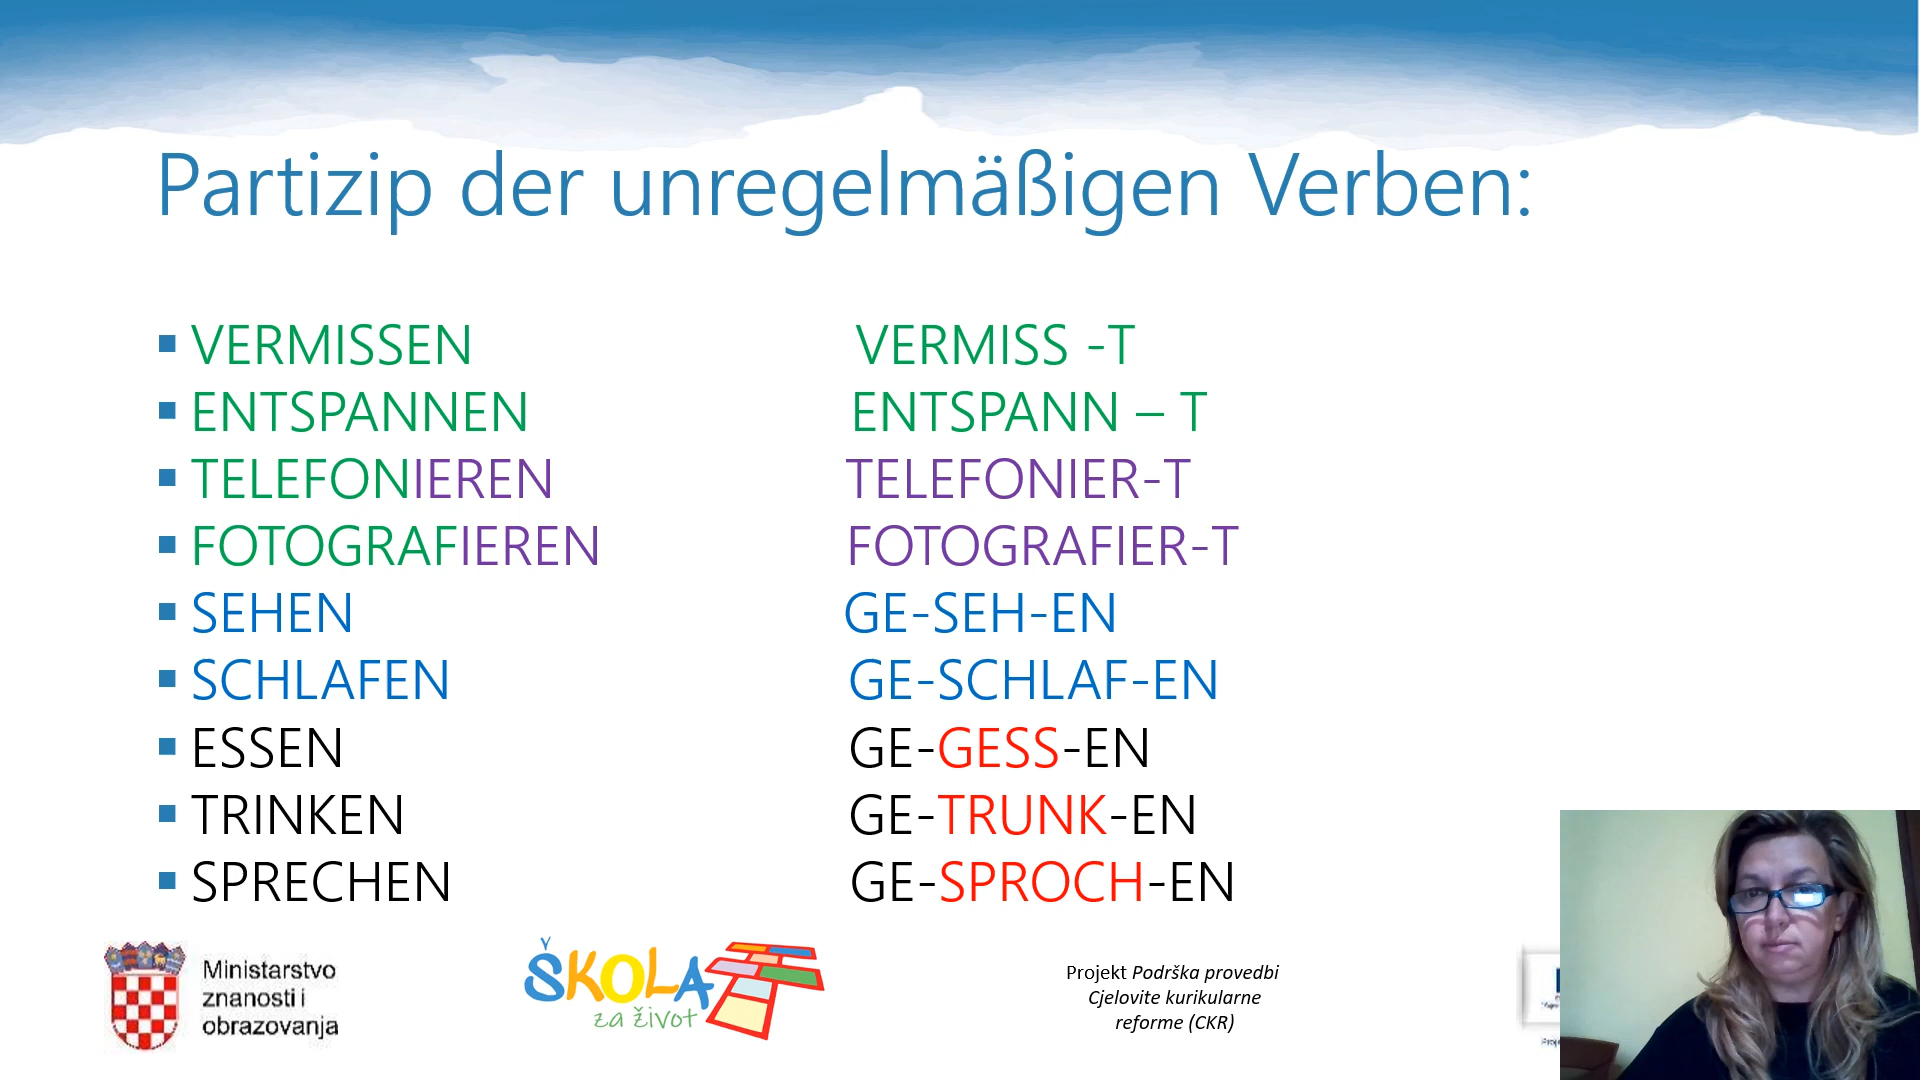 Partizip der unregelmäßigen Verben:
VERMISSEN VERMISS -T
ENTSPANNEN ENTSPANN – T
TELEFONIEREN TELEFONIER-T
FOTOGRAFIEREN FOTOGRAFIER-T
SEHEN GE-SEH-EN
SCHLAFEN GE-SCHLAF-EN
ESSEN GE-GESS-EN
TRINKEN GE-TRUNK-EN
SPRECHEN GE-SPROCH-EN
Ministarstvo
znanosti i
obrazovanja
ŠKOLA
za život
Projekt Podrška provedbi
Cjelovite kurikularne
reforme (CKR)